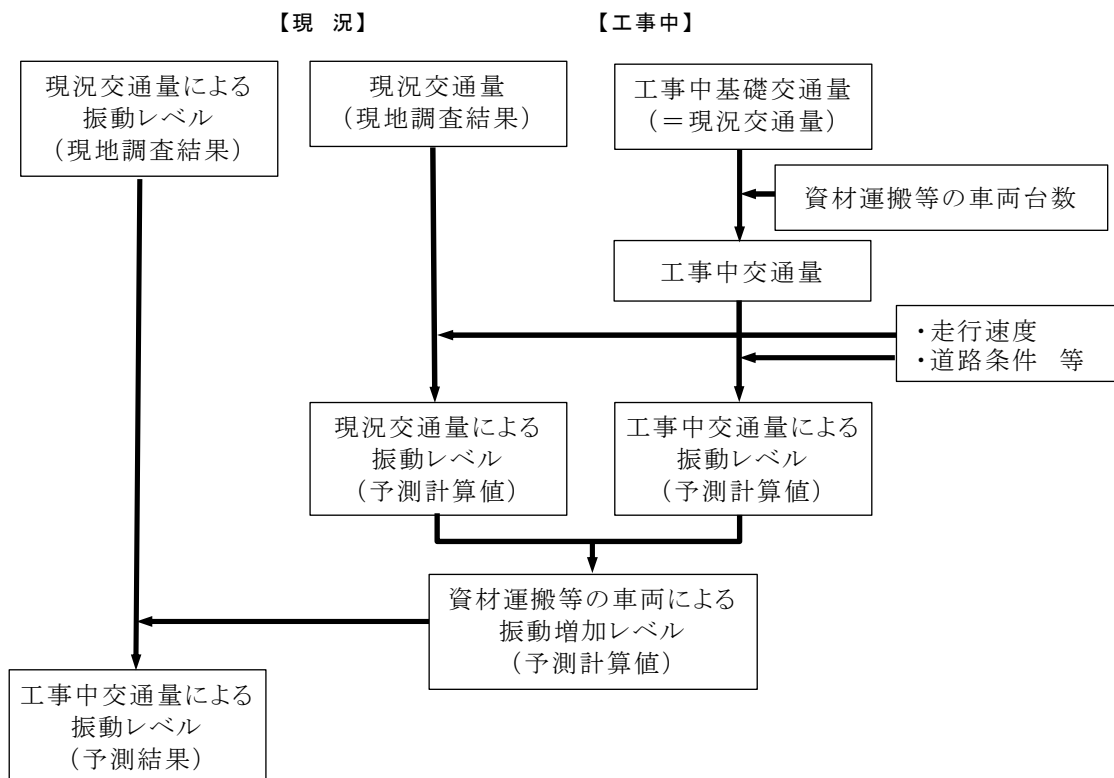 【現 況】
【工事中】
現況交通量による
振動レベル
(現地調査結果)
現況交通量
(現地調査結果)
工事中基礎交通量
(＝現況交通量)
資材運搬等の車両台数
工事中交通量
・走行速度
・道路条件 等
現況交通量による
振動レベル
(予測計算値)
工事中交通量による
振動レベル
(予測計算値)
資材運搬等の車両による
振動増加レベル
(予測計算値)
工事中交通量による
振動レベル
(予測結果)